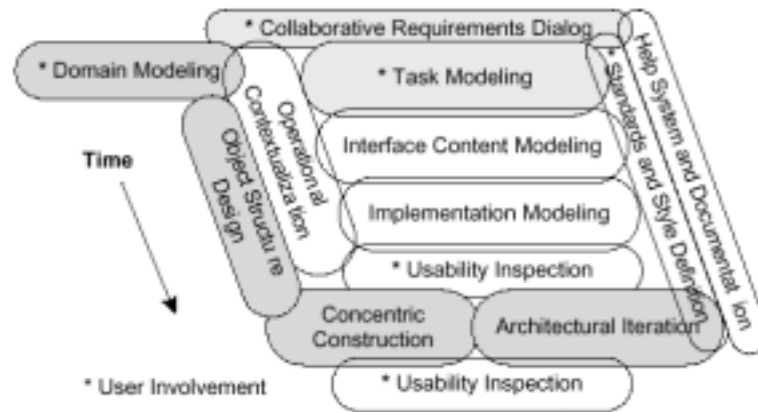 * Collaborative Requirements Dialog
* Domain Modeling
* Task Modeling
Operational
Contextualization
Object Structure
Design
Interface Content Modeling
Time
Implementation Modeling
* Usability Inspection
* Standards and Style Definition
Help System and Documentation
Concentric
Construction
Architectural Iteration
* User Involvement
* Usability Inspection